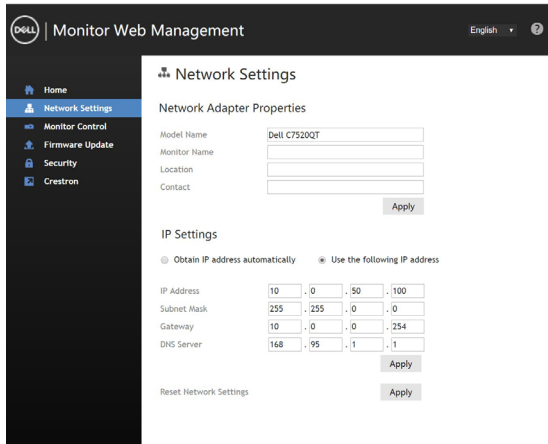 DELL | Monitor Web Management
English
?
Home
Network Settings
Monitor Control
Firmware Update
Security
Crestron
Network Settings
Network Adapter Properties
Model Name Dell C7520QT
Monitor Name
Location
Contact
Apply
IP Settings
Obtain IP address automatically Use the following IP address
IP Address 10 . 0 . 50 . 100
Subnet Mask 255 . 255 . 0 . 0
Gateway 10 . 0 . 0 . 254
DNS Server 168 . 95 . 1 . 1
Apply
Reset Network Settings Apply